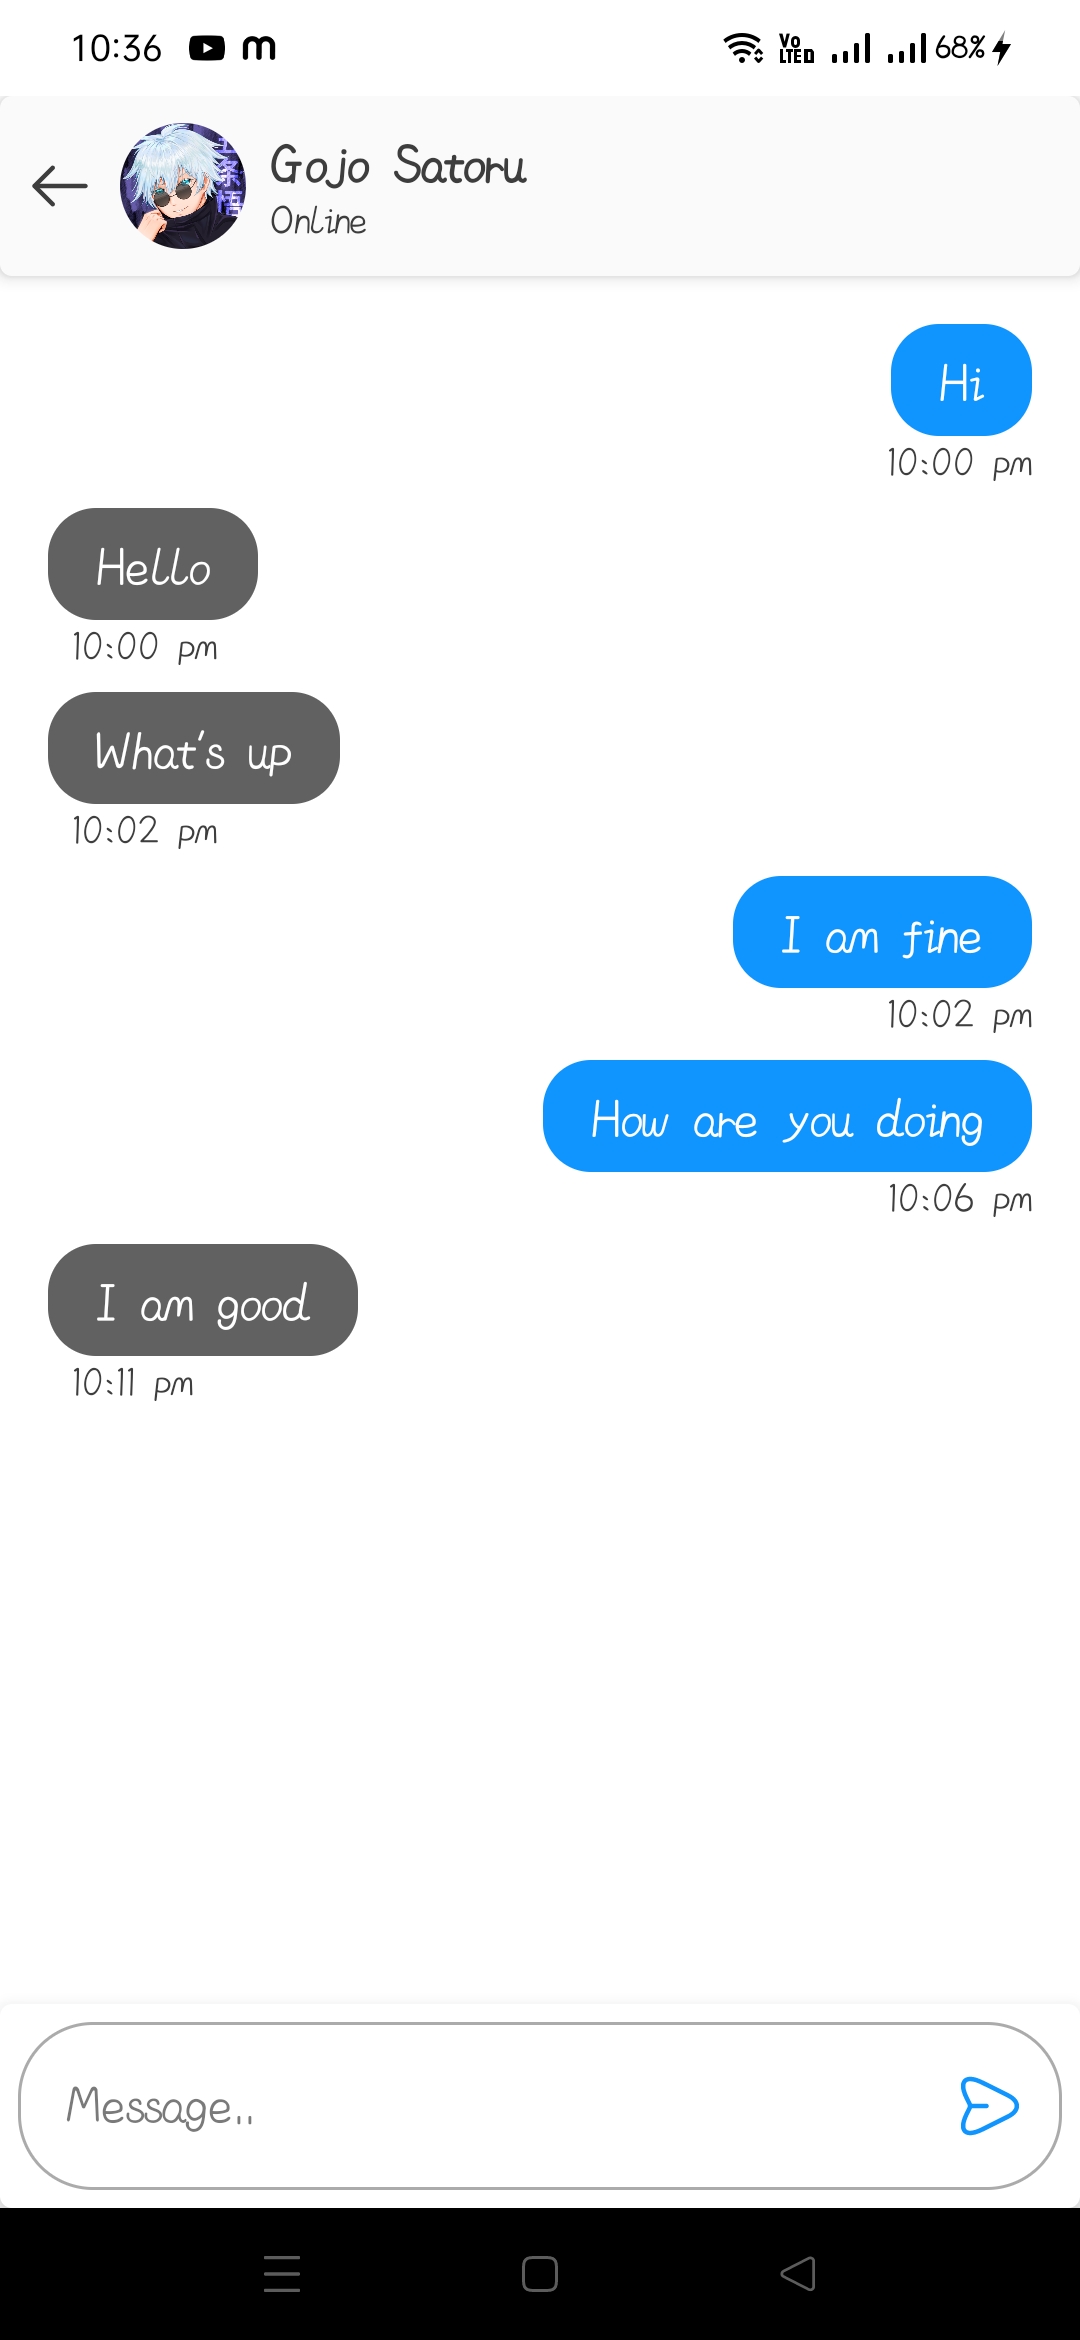 10:36
Vo
LTE
68%
Gojo Satoru
Online
Hi
10:00 pm
Hello
10:00 pm
What's up
10:02 pm
I am fine
10:02 pm
How are you doing
10:06 pm
I am good
10:11 pm
Message..